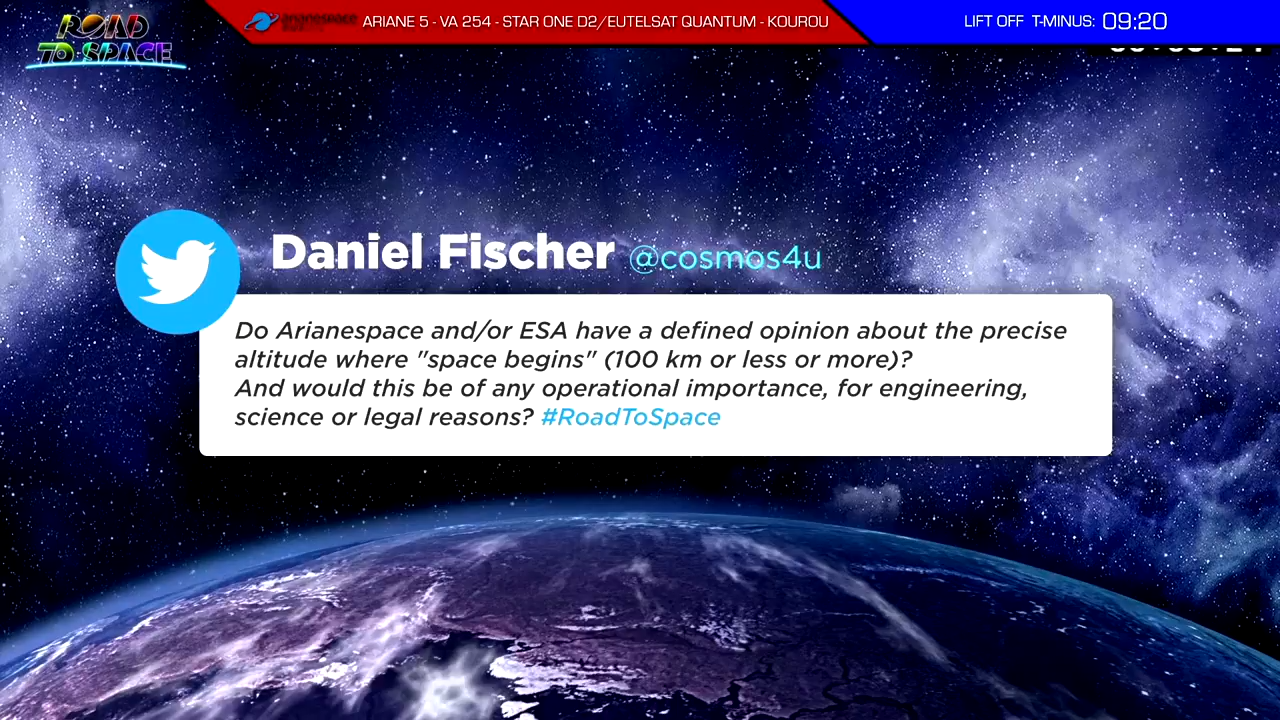 ROAD
TO SPACE
arianespace
ARIANE 5 - VA 254 - STAR ONE D2/EUTELSAT QUANTUM - KOUROU
LIFT OFF T-MINUS: 09:20
Daniel Fischer @cosmos4u
Do Arianespace and/or ESA have a defined opinion about the precise
altitude where "space begins" (100 km or less or more)?
And would this be of any operational importance, for engineering,
science or legal reasons? #RoadToSpace